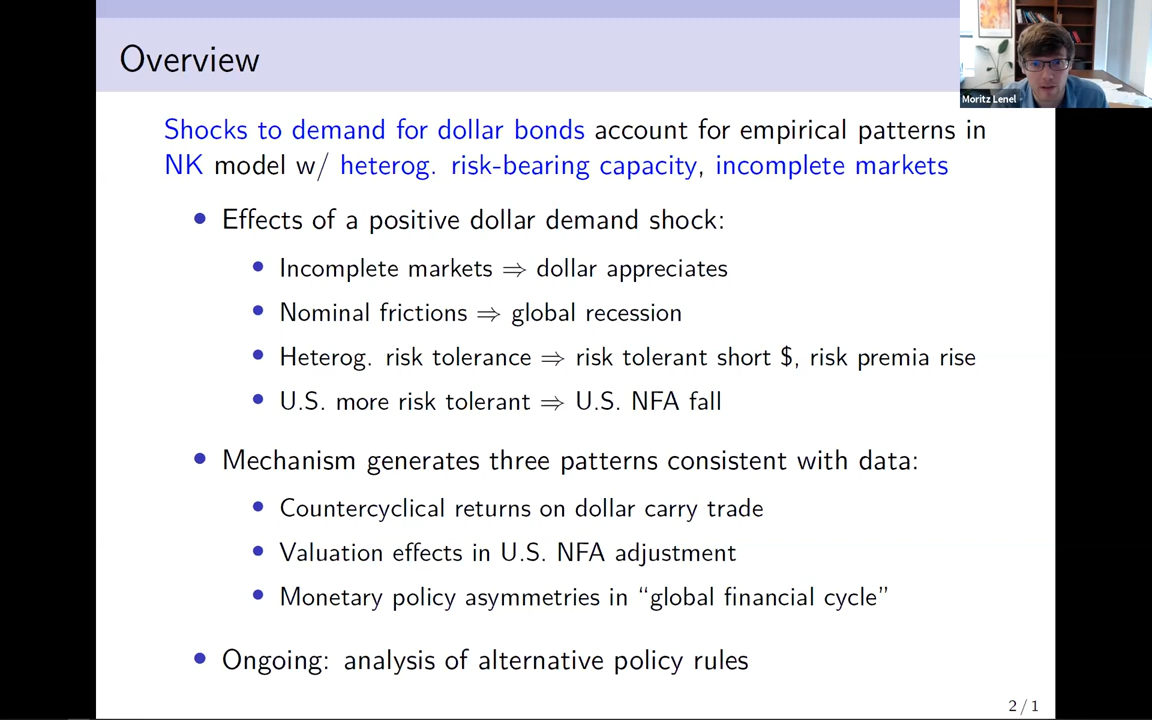 Overview
Moritz Lenel
Shocks to demand for dollar bonds account for empirical patterns in
NK model w/ heterog. risk-bearing capacity, incomplete markets
• Effects of a positive dollar demand shock:
• Incomplete markets ⇒ dollar appreciates
• Nominal frictions ⇒ global recession
• Heterog. risk tolerance ⇒ risk tolerant short $, risk premia rise
• U.S. more risk tolerant ⇒ U.S. NFA fall
• Mechanism generates three patterns consistent with data:
• Countercyclical returns on dollar carry trade
• Valuation effects in U.S. NFA adjustment
• Monetary policy asymmetries in “global financial cycle”
• Ongoing: analysis of alternative policy rules
2 / 1